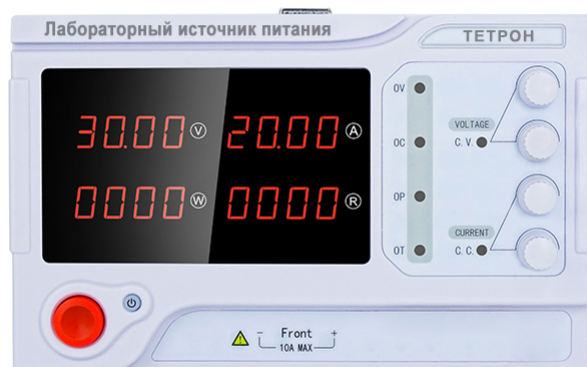 Лабораторный источник питания
ТЕТРОН
30.00 V 20.00 A
0000 W 0000 R
OV
OC
OP
OT
VOLTAGE
C.V.
CURRENT
C.C.
- Front +
10A MAX